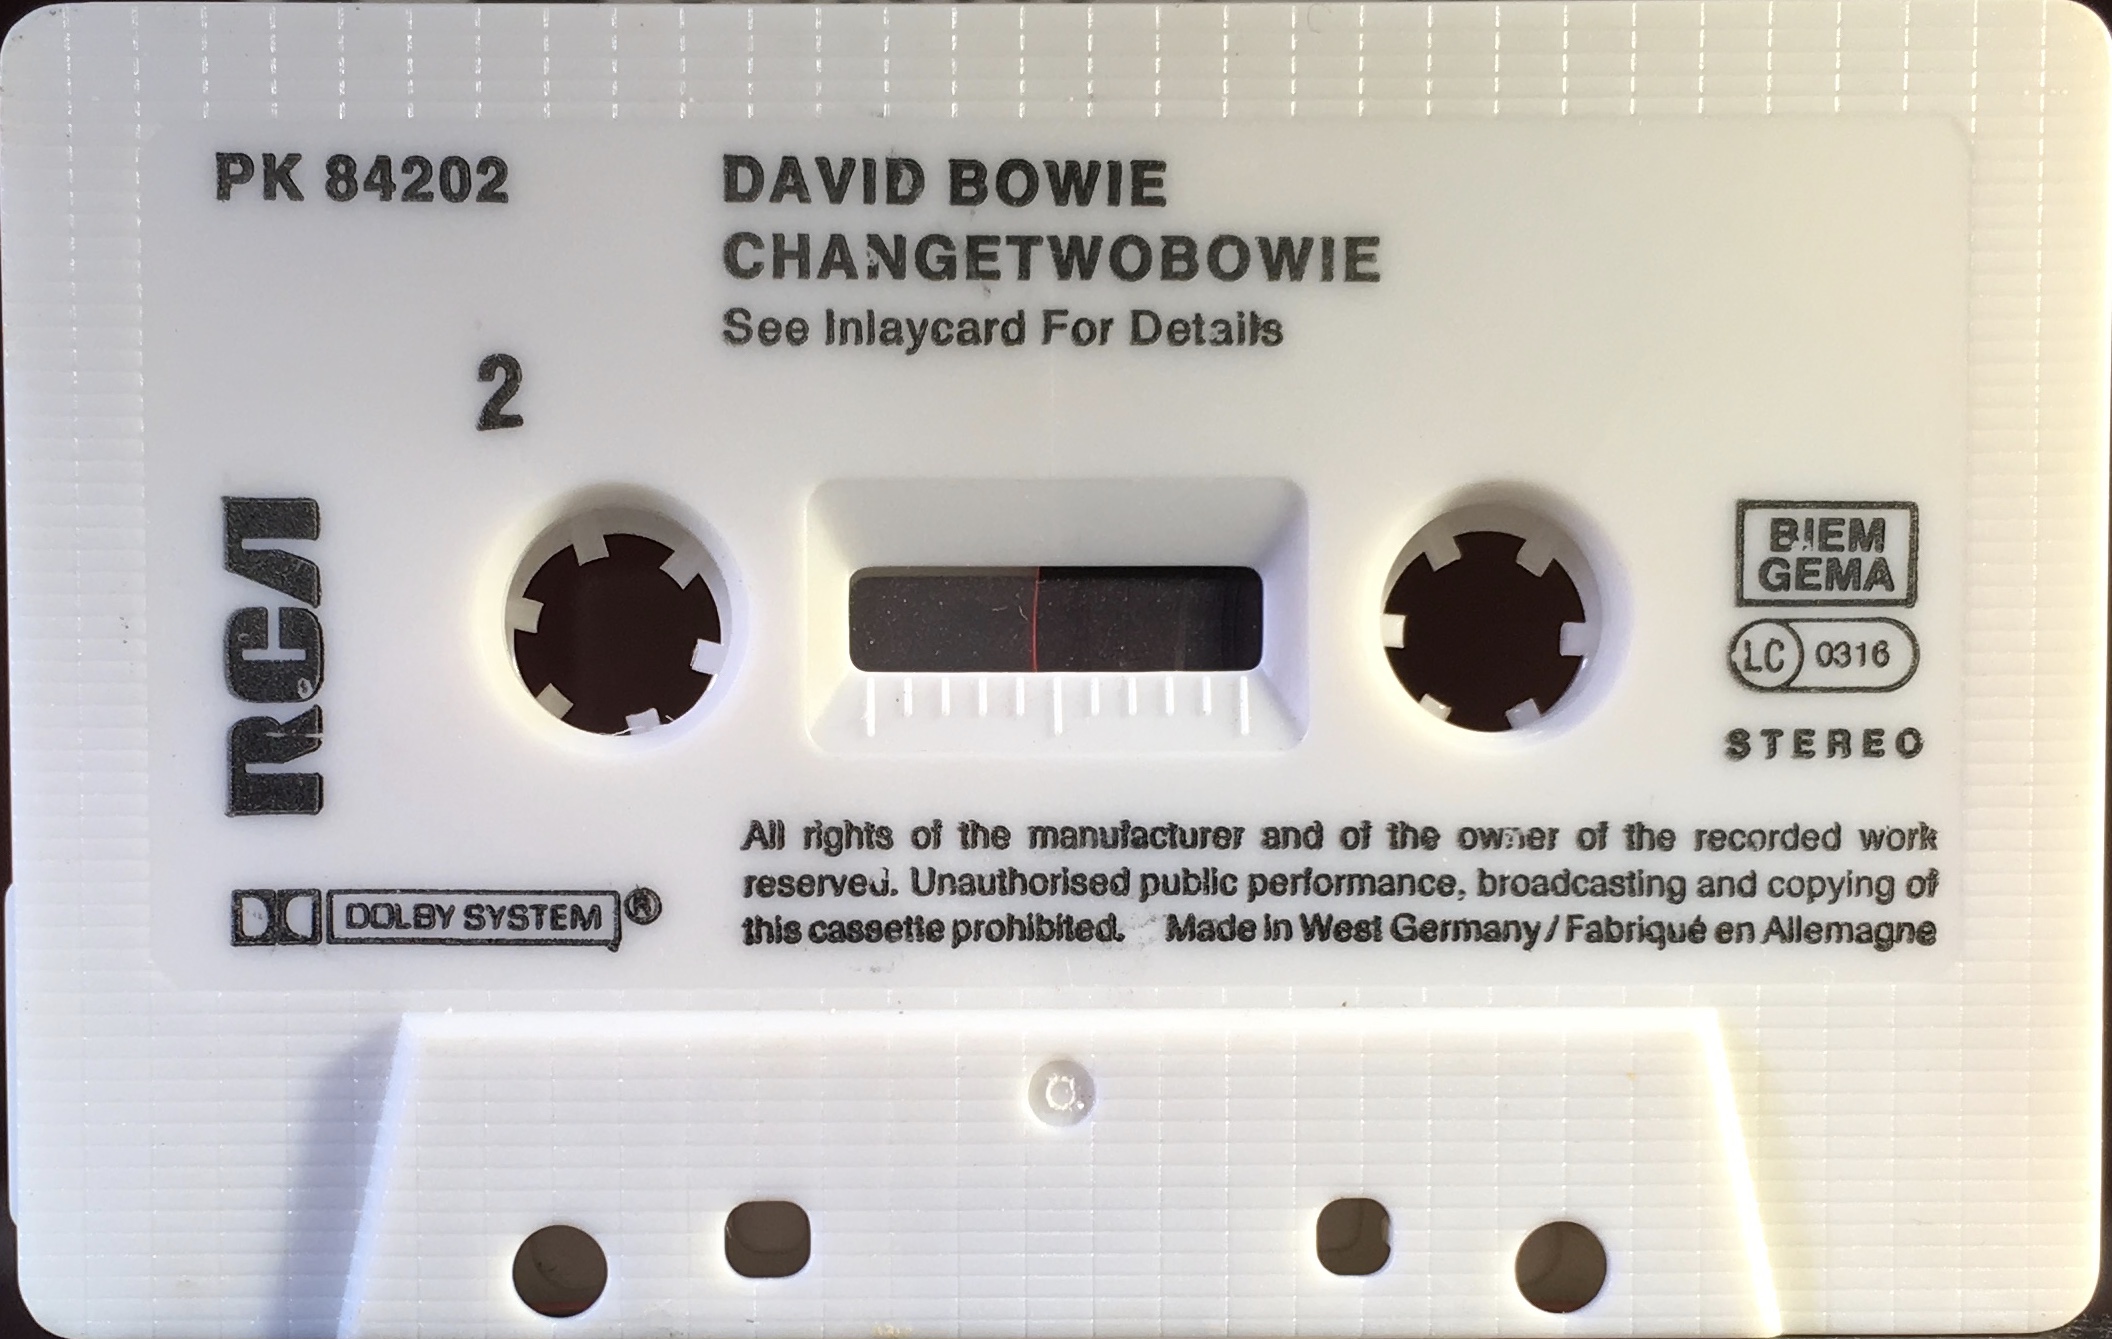 PK 84202
DAVID BOWIE
CHANGETWOBOWIE
See Inlaycard For Details
2
RCA
BIEM
GEMA
LC 0316
STEREO
DOLBY SYSTEM®
All rights of the manufacturer and of the owner of the recorded work
reserved. Unauthorised public performance, broadcasting and copying of
this cassette prohibited. Made in West Germany / Fabriqué en Allemagne